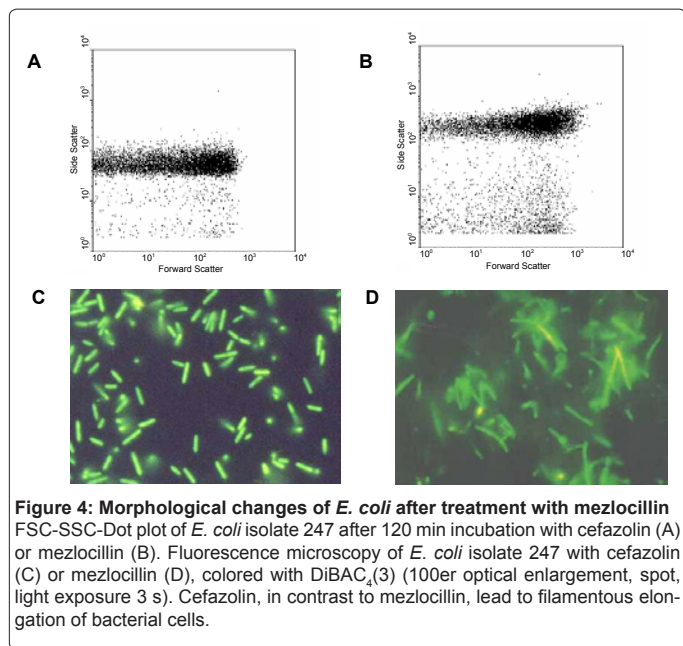 A
B
10⁴
10³
10²
10¹
10⁰
Side Scatter
10⁰ 10¹ 10² 10³ 10⁴
Forward Scatter
10⁴
10³
10²
10¹
10⁰
Side Scatter
10⁰ 10¹ 10² 10³ 10⁴
Forward Scatter
C
D
Figure 4: Morphological changes of E. coli after treatment with mezlocillin
FSC-SSC-Dot plot of E. coli isolate 247 after 120 min incubation with cefazolin (A)
or mezlocillin (B). Fluorescence microscopy of E. coli isolate 247 with cefazolin
(C) or mezlocillin (D), colored with DiBAC₄(3) (100er optical enlargement, spot,
light exposure 3 s). Cefazolin, in contrast to mezlocillin, lead to filamentous elon-
gation of bacterial cells.